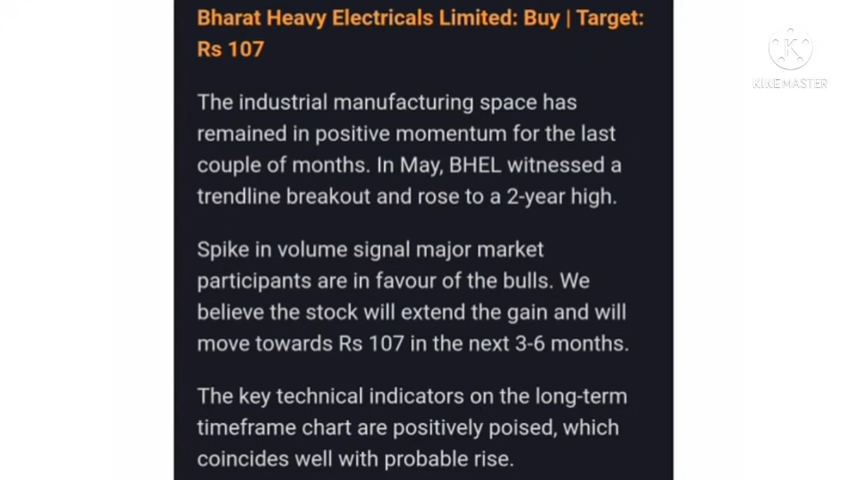 Bharat Heavy Electricals Limited: Buy | Target:
Rs 107
The industrial manufacturing space has
remained in positive momentum for the last
couple of months. In May, BHEL witnessed a
trendline breakout and rose to a 2-year high.
Spike in volume signal major market
participants are in favour of the bulls. We
believe the stock will extend the gain and will
move towards Rs 107 in the next 3-6 months.
The key technical indicators on the long-term
timeframe chart are positively poised, which
coincides well with probable rise.
K
KINEMASTER